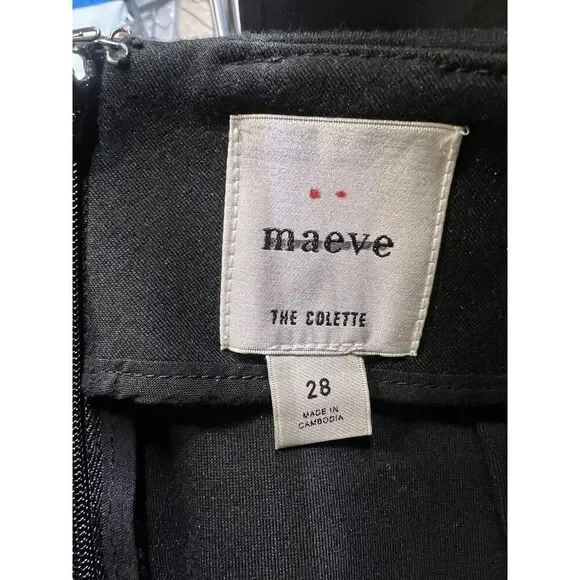 maeve
THE COLETTE
28
MADE IN
CAMBODIA